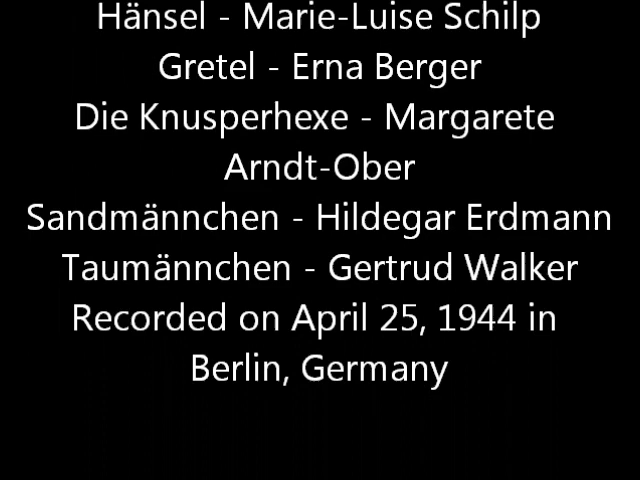 Hänsel - Marie-Luise Schilp
Gretel - Erna Berger
Die Knusperhexe - Margarete
Arndt-Ober
Sandmännchen - Hildegar Erdmann
Taumännchen - Gertrud Walker
Recorded on April 25, 1944 in
Berlin, Germany